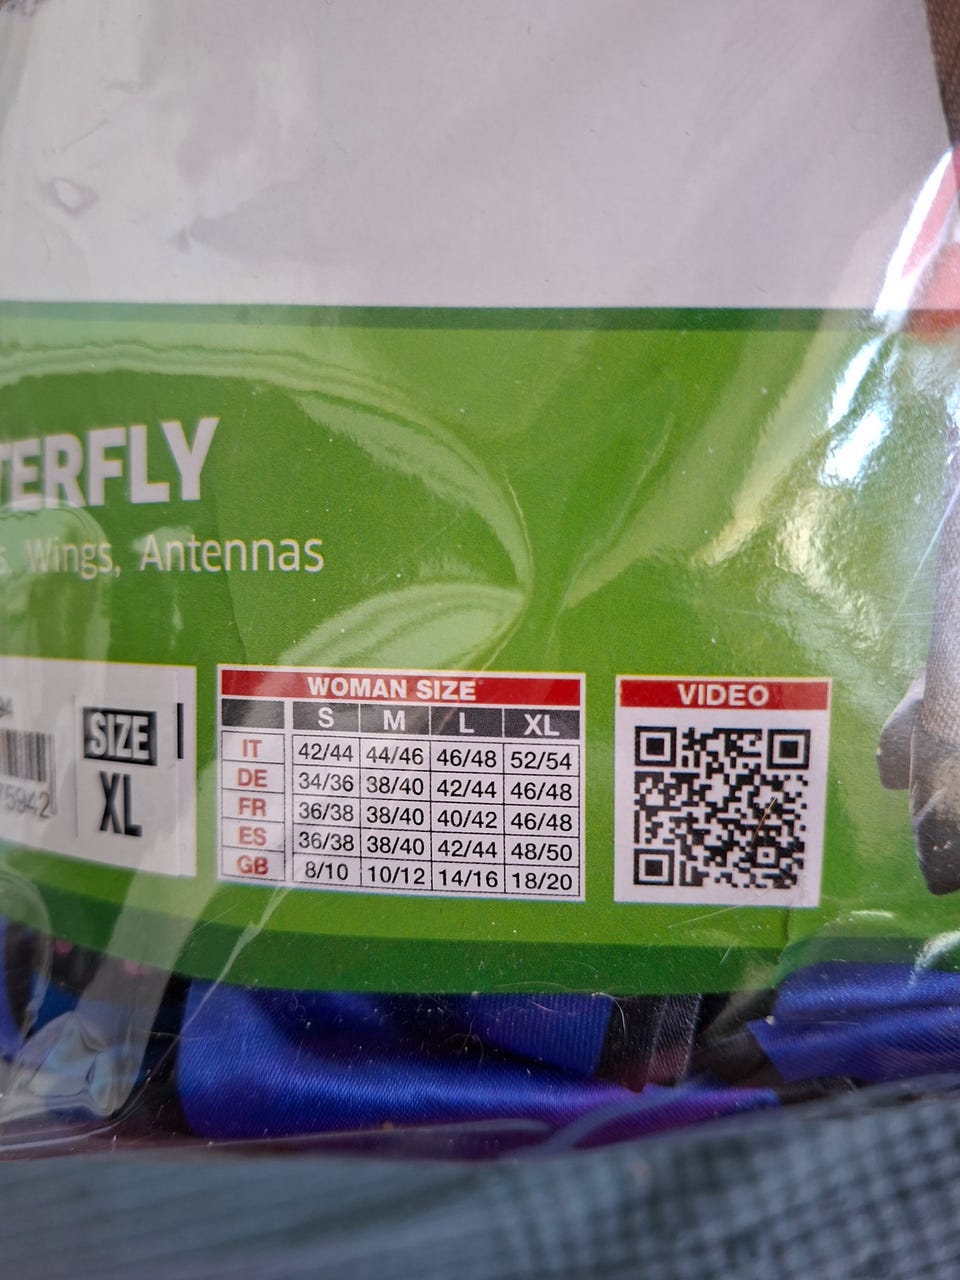 TERFLY
s, Wings, Antennas
94
75942
SIZE
XL
WOMAN SIZE
S M L XL
IT 42/44 44/46 46/48 52/54
DE 34/36 38/40 42/44 46/48
FR 36/38 38/40 40/42 46/48
ES 36/38 38/40 42/44 48/50
GB 8/10 10/12 14/16 18/20
VIDEO